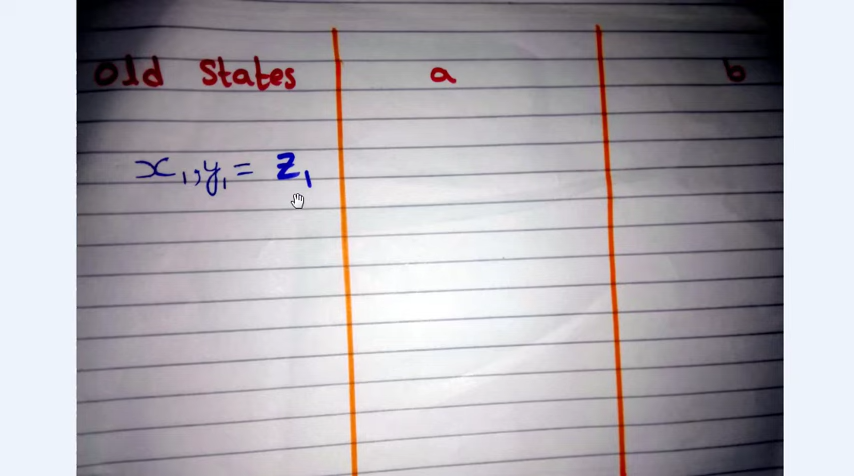 Old States a b
x₁,y₁ = Z₁